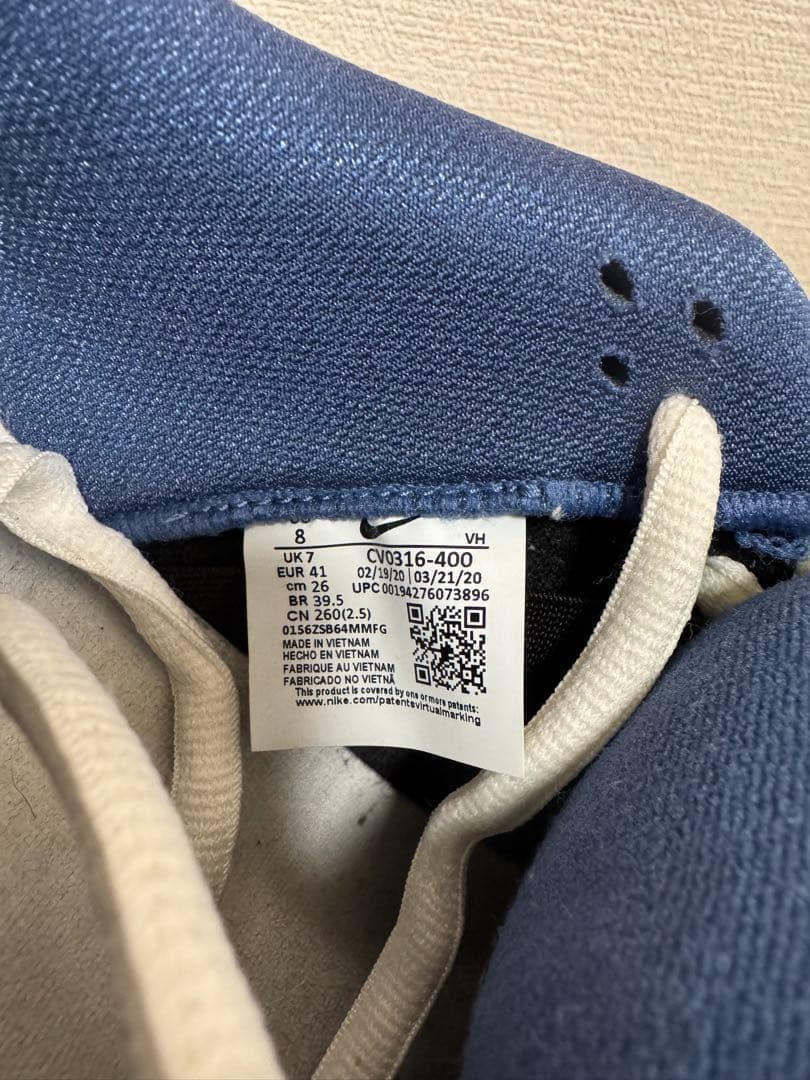 8
VH
UK 7 CV0316-400
EUR 41 02/19/20 | 03/21/20
cm 26 UPC 00194276073896
BR 39.5
CN 260(2.5)
0156ZSB64MMFG
MADE IN VIETNAM
HECHO EN VIETNAM
FABRIQUE AU VIETNAM
FABRICADO NO VIETNÃ
This product is covered by one or more patents:
www.nike.com/patentsvirtualmarking